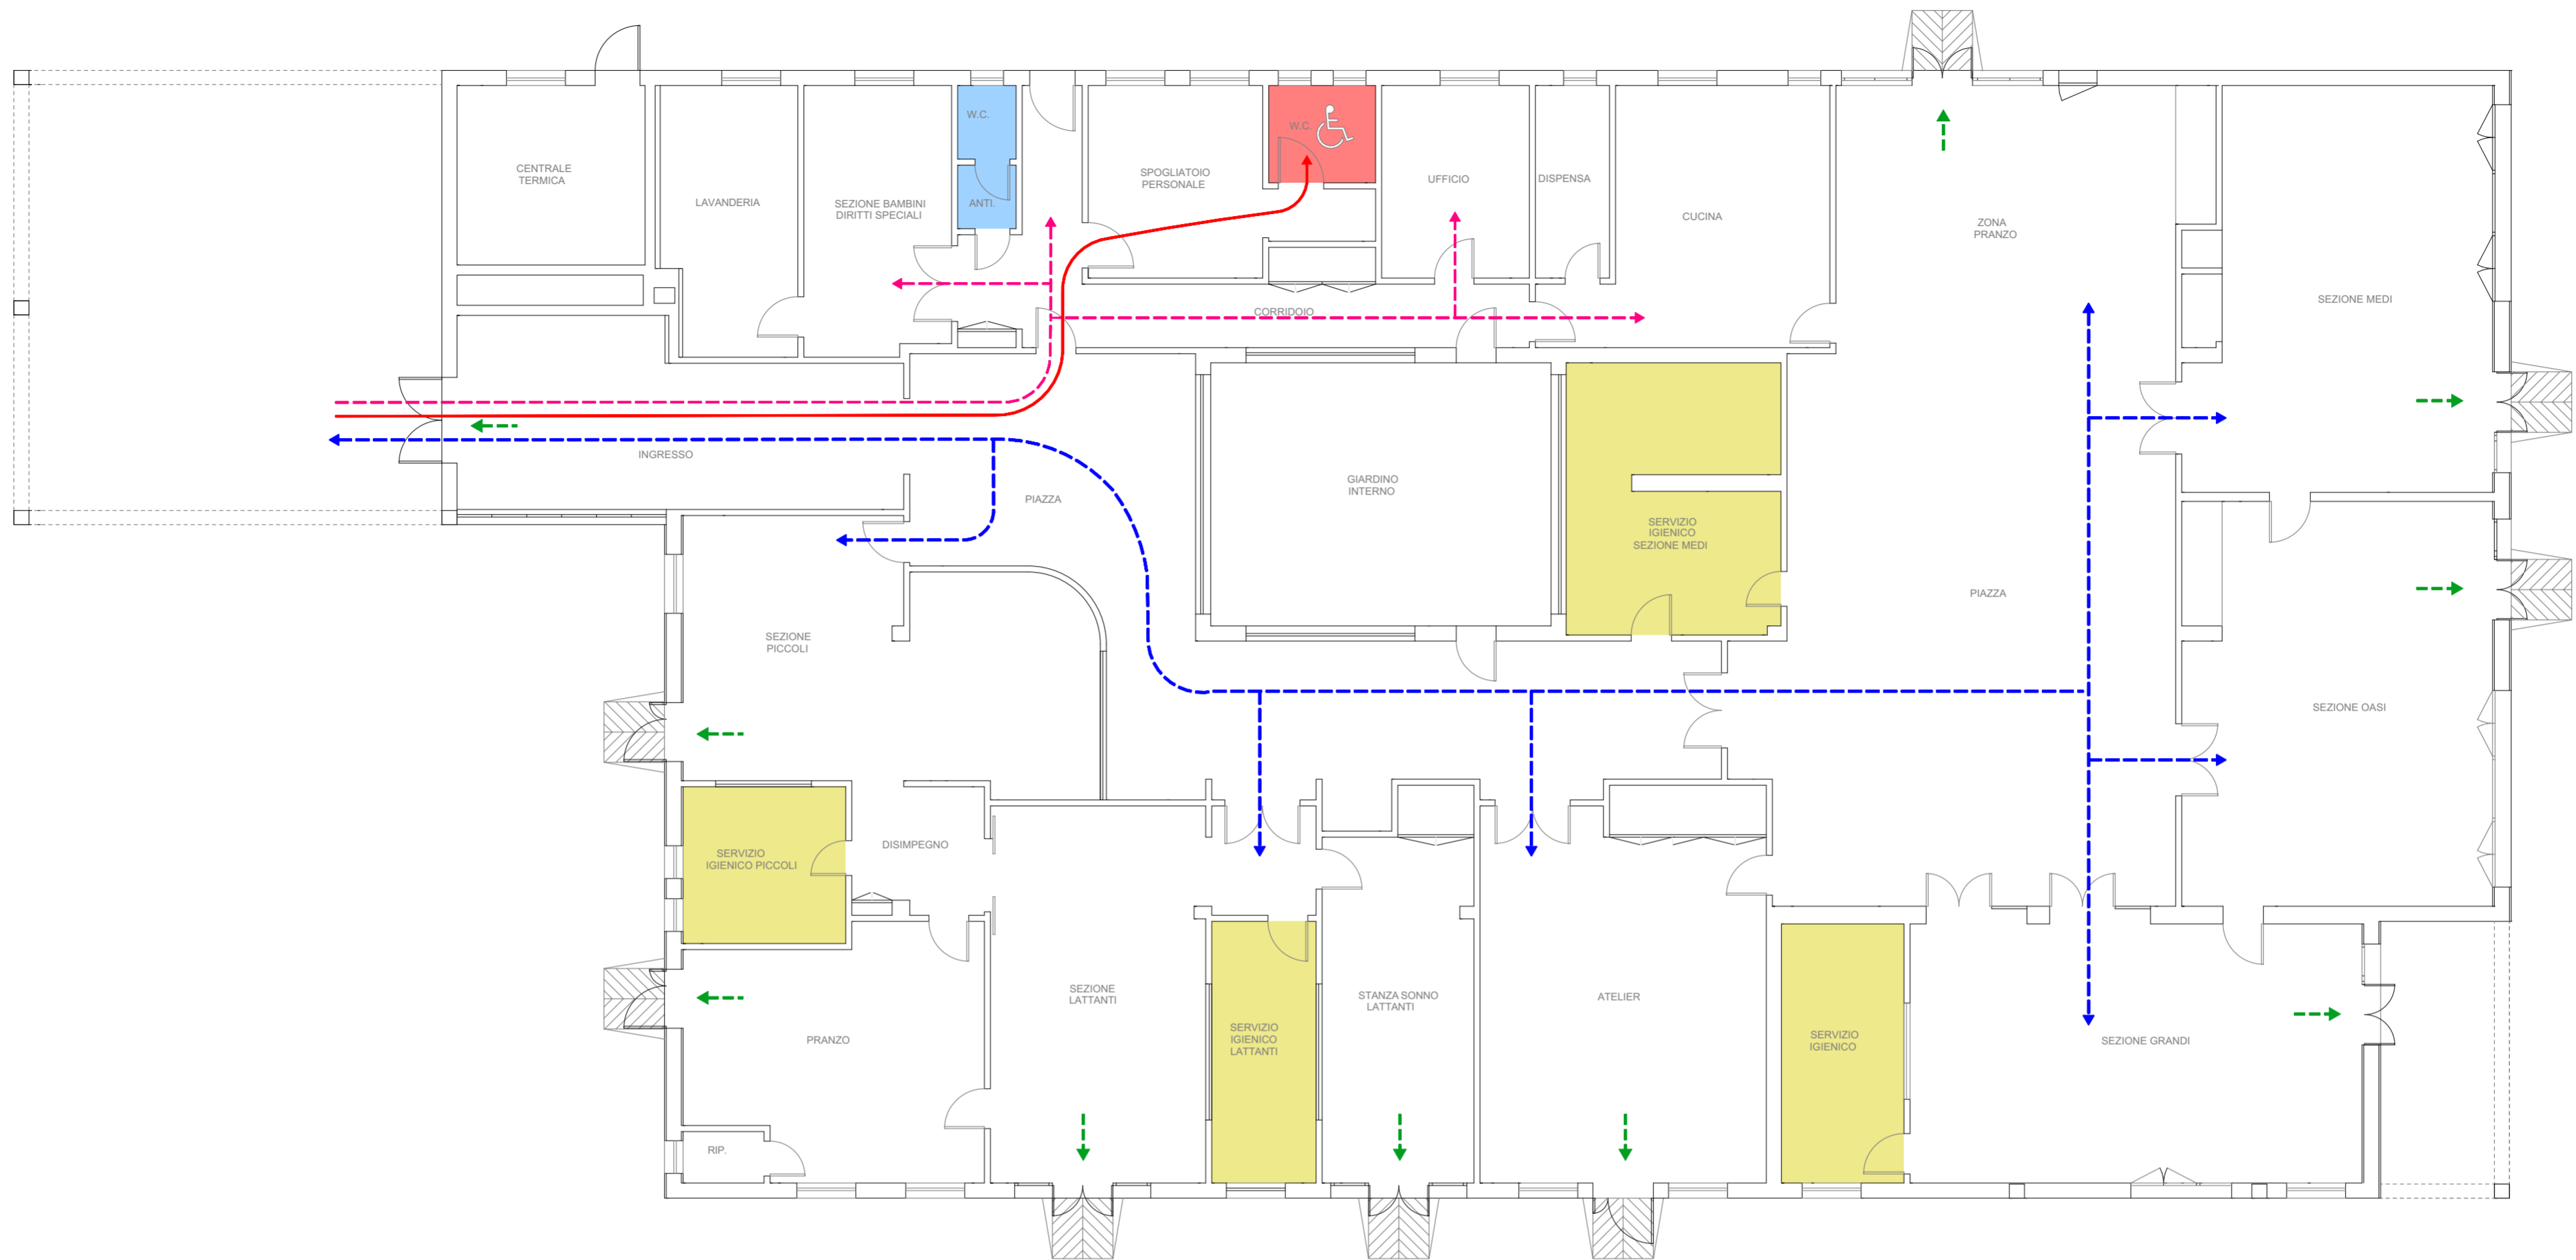 W.C.
W.C.
CENTRALE
TERMICA
LAVANDERIA
SEZIONE BAMBINI
DIRITTI SPECIALI
ANTI.
SPOGLIATOIO
PERSONALE
UFFICIO
DISPENSA
CUCINA
ZONA
PRANZO
SEZIONE MEDI
CORRIDOIO
INGRESSO
PIAZZA
GIARDINO
INTERNO
SERVIZIO
IGIENICO
SEZIONE MEDI
PIAZZA
SEZIONE
PICCOLI
SEZIONE OASI
SERVIZIO
IGIENICO PICCOLI
DISIMPEGNO
SEZIONE
LATTANTI
STANZA SONNO
LATTANTI
ATELIER
PRANZO
SERVIZIO
IGIENICO
LATTANTI
SERVIZIO
IGIENICO
SEZIONE GRANDI
RIP.